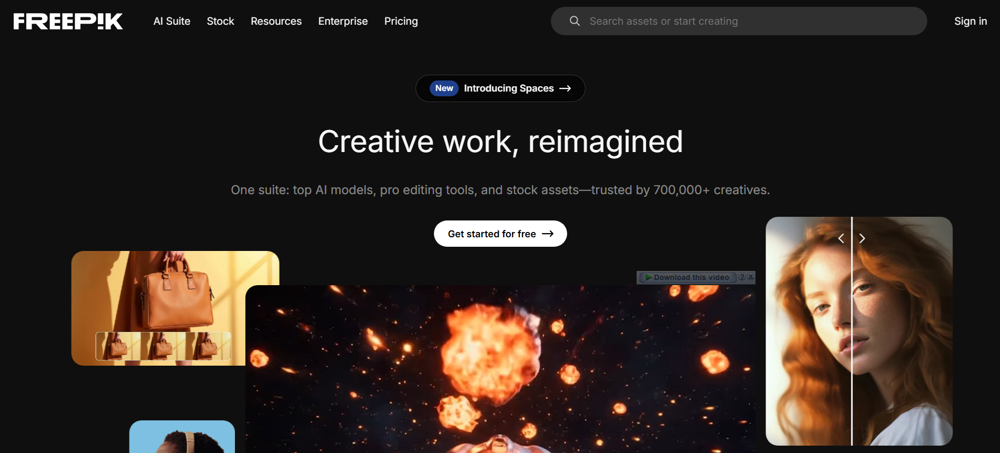 FREEP!K
AI Suite
Stock
Resources
Enterprise
Pricing
Search assets or start creating
Sign in
New
Introducing Spaces →
Creative work, reimagined
One suite: top AI models, pro editing tools, and stock assets—trusted by 700,000+ creatives.
Get started for free →
Download this video
? X